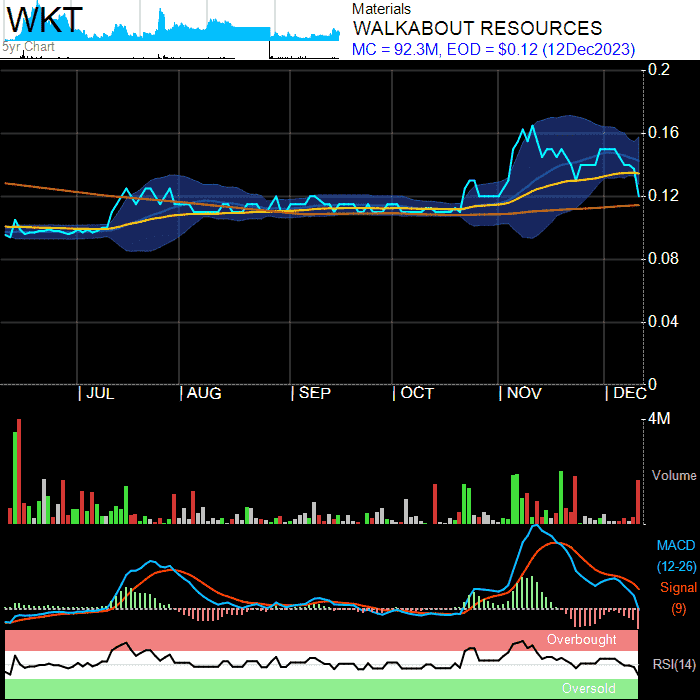 WKT
5yr Chart
Materials
WALKABOUT RESOURCES
MC = 92.3M, EOD = $0.12 (12Dec2023)
0.2
0.16
0.12
0.08
0.04
0
JUL AUG SEP OCT NOV DEC
4M
Volume
MACD
(12-26)
Signal
(9)
Overbought
RSI(14)
Oversold